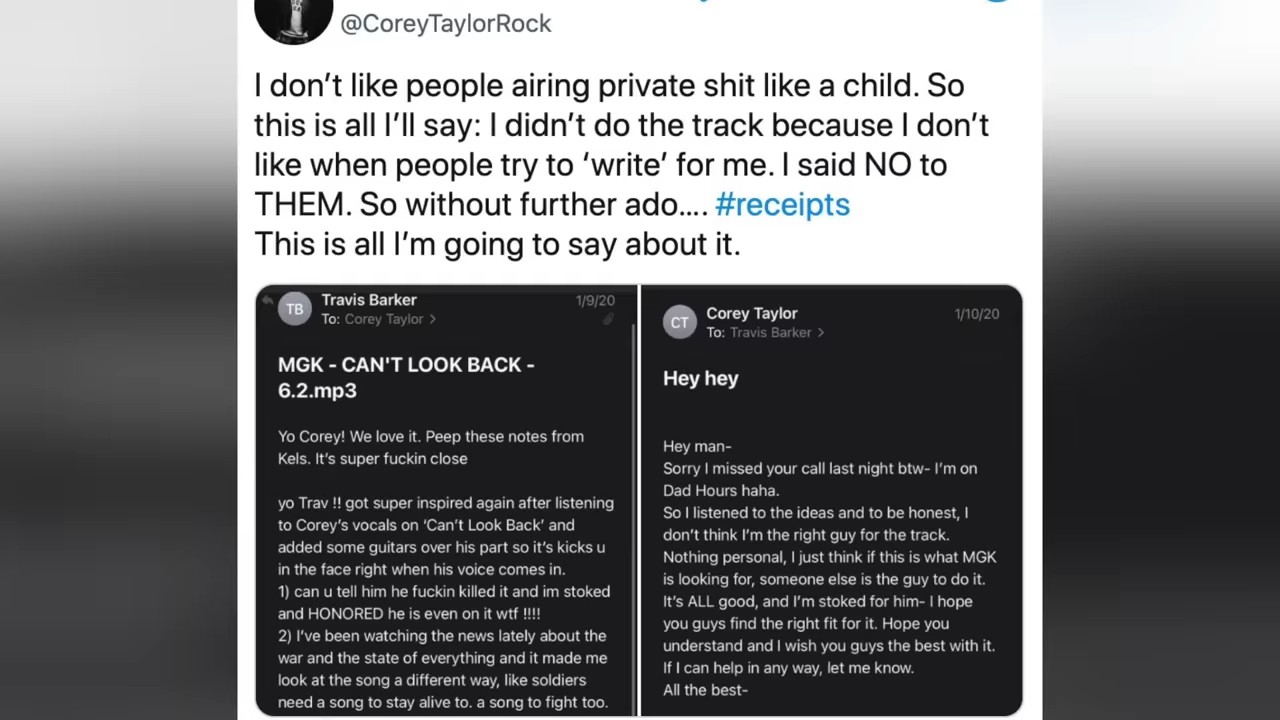 @CoreyTaylorRock
I don’t like people airing private shit like a child. So
this is all I’ll say: I didn’t do the track because I don’t
like when people try to ‘write’ for me. I said NO to
THEM. So without further ado.... #receipts
This is all I’m going to say about it.
TB
Travis Barker
1/9/20
To: Corey Taylor >
MGK - CAN'T LOOK BACK -
6.2.mp3
Yo Corey! We love it. Peep these notes from
Kels. It’s super fuckin close
yo Trav !! got super inspired again after listening
to Corey’s vocals on ‘Can’t Look Back’ and
added some guitars over his part so it’s kicks u
in the face right when his voice comes in.
1) can u tell him he fuckin killed it and im stoked
and HONORED he is even on it wtf !!!!
2) I’ve been watching the news lately about the
war and the state of everything and it made me
look at the song a different way, like soldiers
need a song to stay alive to. a song to fight too.
CT
Corey Taylor
1/10/20
To: Travis Barker >
Hey hey
Hey man-
Sorry I missed your call last night btw- I’m on
Dad Hours haha.
So I listened to the ideas and to be honest, I
don’t think I’m the right guy for the track.
Nothing personal, I just think if this is what MGK
is looking for, someone else is the guy to do it.
It’s ALL good, and I’m stoked for him- I hope
you guys find the right fit for it. Hope you
understand and I wish you guys the best with it.
If I can help in any way, let me know.
All the best-